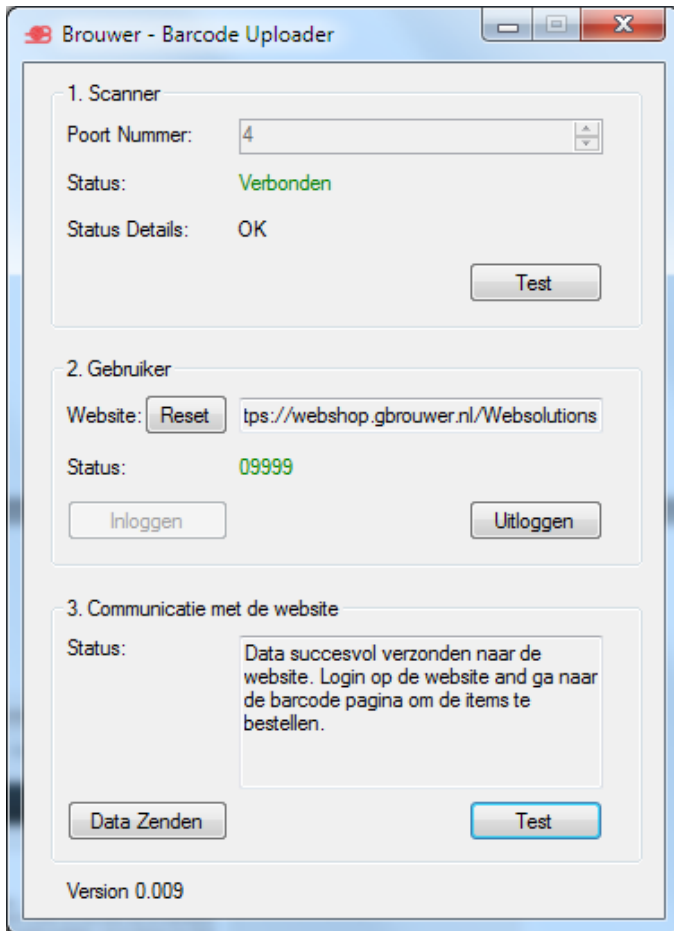 Brouwer - Barcode Uploader
1. Scanner
Poort Nummer: 4
Status: Verbonden
Status Details: OK
Test
2. Gebruiker
Website: Reset tps://webshop.gbrouwer.nl/Websolutions
Status: 09999
Inloggen Uitloggen
3. Communicatie met de website
Status: Data succesvol verzonden naar de
website. Login op de website and ga naar
de barcode pagina om de items te
bestellen.
Data Zenden Test
Version 0.009